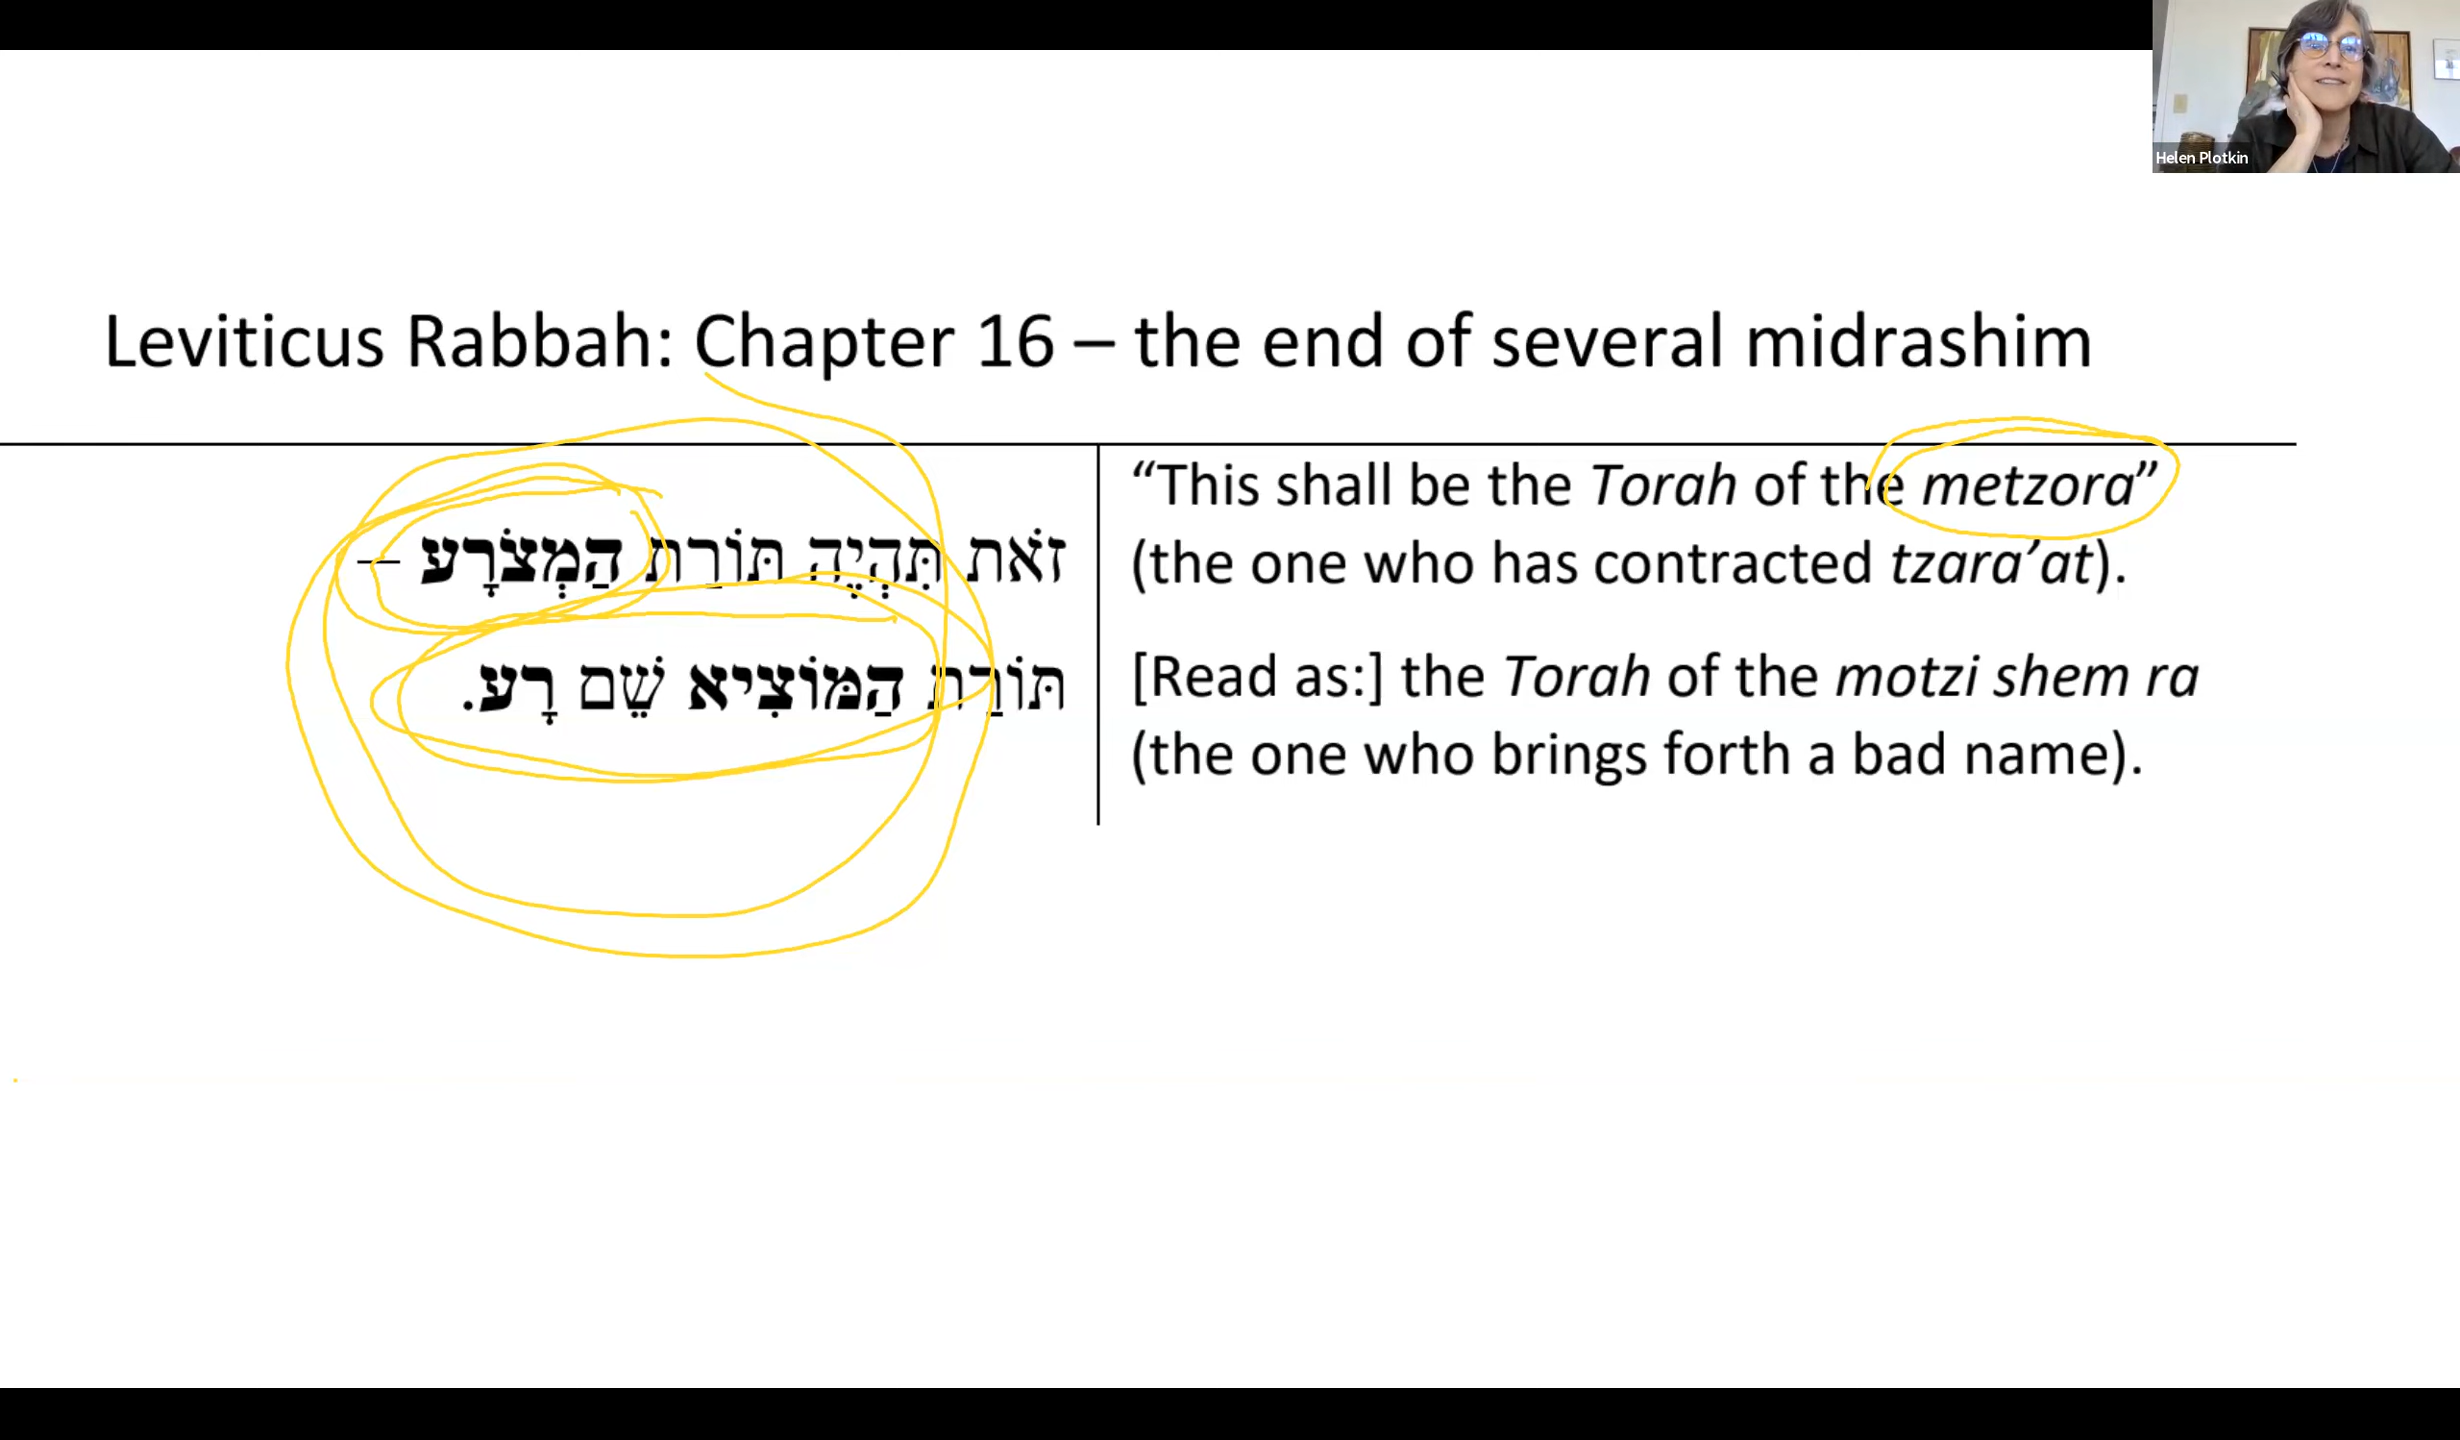 Helen Plotkin
Leviticus Rabbah: Chapter 16 – the end of several midrashim
זֹאת תִּהְיֶה תּוֹרַת הַמְּצֹרָע –
תּוֹרַת הַמּוֹצִיא שֵׁם רָע.
“This shall be the Torah of the metzora”
(the one who has contracted tzara’at).
[Read as:] the Torah of the motzi shem ra
(the one who brings forth a bad name).